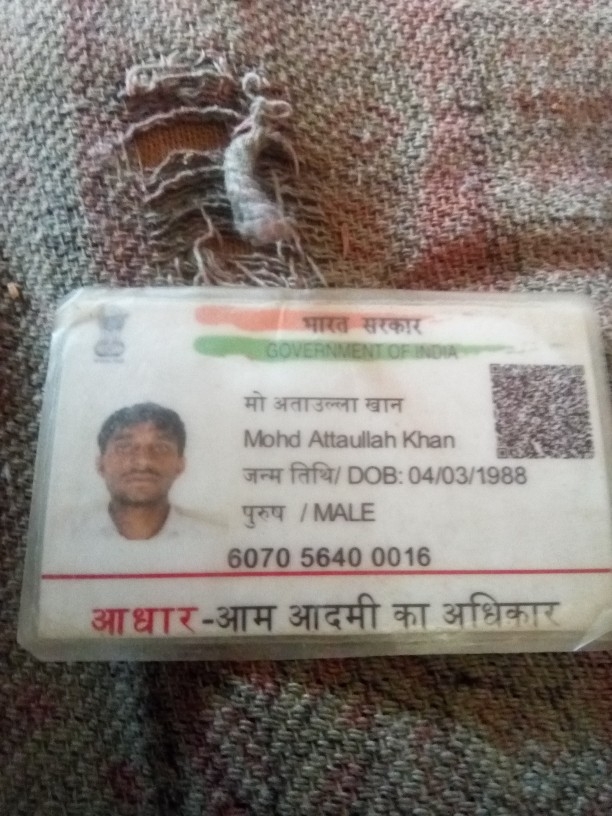 भारत सरकार
GOVERNMENT OF INDIA
मो अताउल्ला खान
Mohd Attaullah Khan
जन्म तिथि/ DOB: 04/03/1988
पुरुष / MALE
6070 5640 0016
आधार-आम आदमी का अधिकार